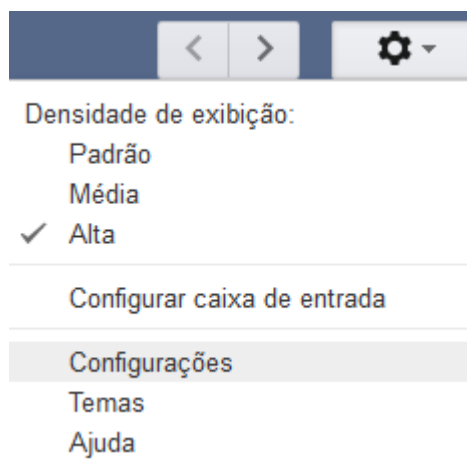 Densidade de exibição:
Padrão
Média
Alta
Configurar caixa de entrada
Configurações
Temas
Ajuda